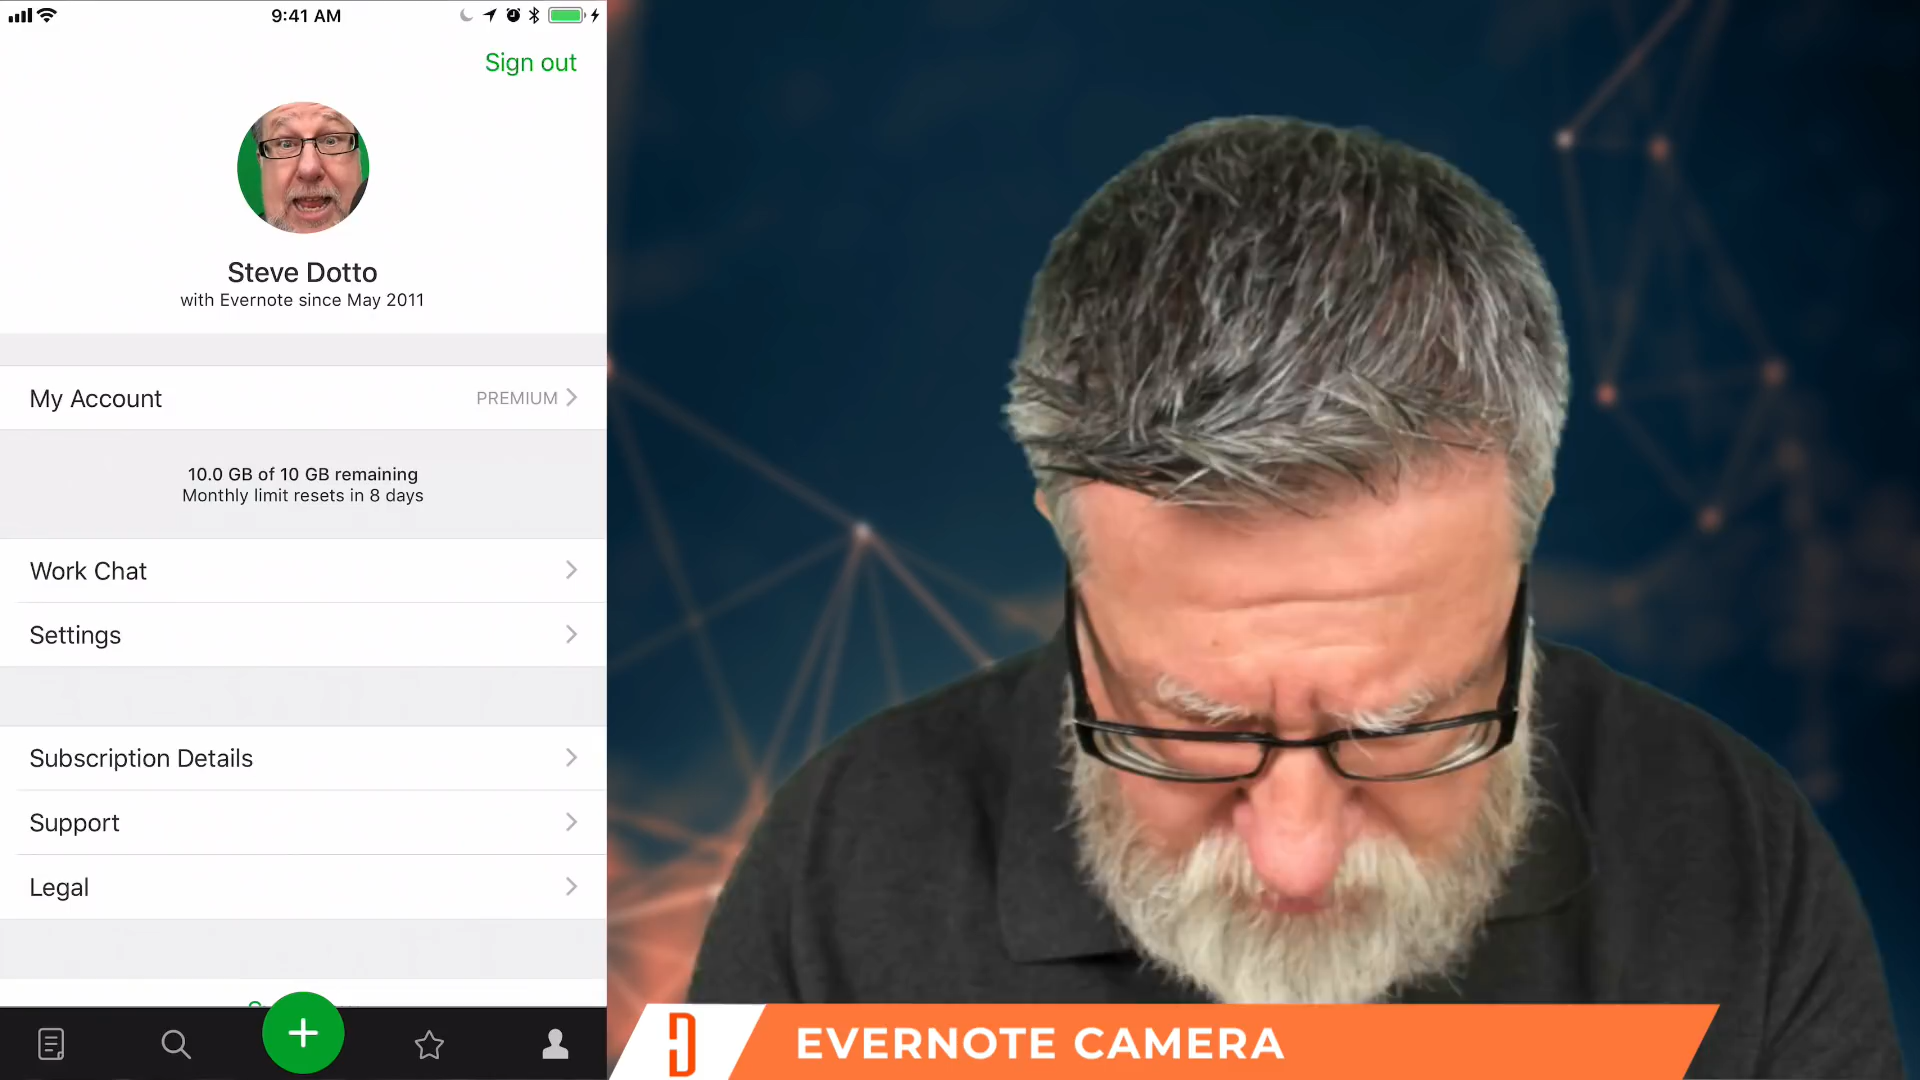 9:41 AM
Sign out
Steve Dotto
with Evernote since May 2011
My Account
PREMIUM
10.0 GB of 10 GB remaining
Monthly limit resets in 8 days
Work Chat
Settings
Subscription Details
Support
Legal
EVERNOTE CAMERA